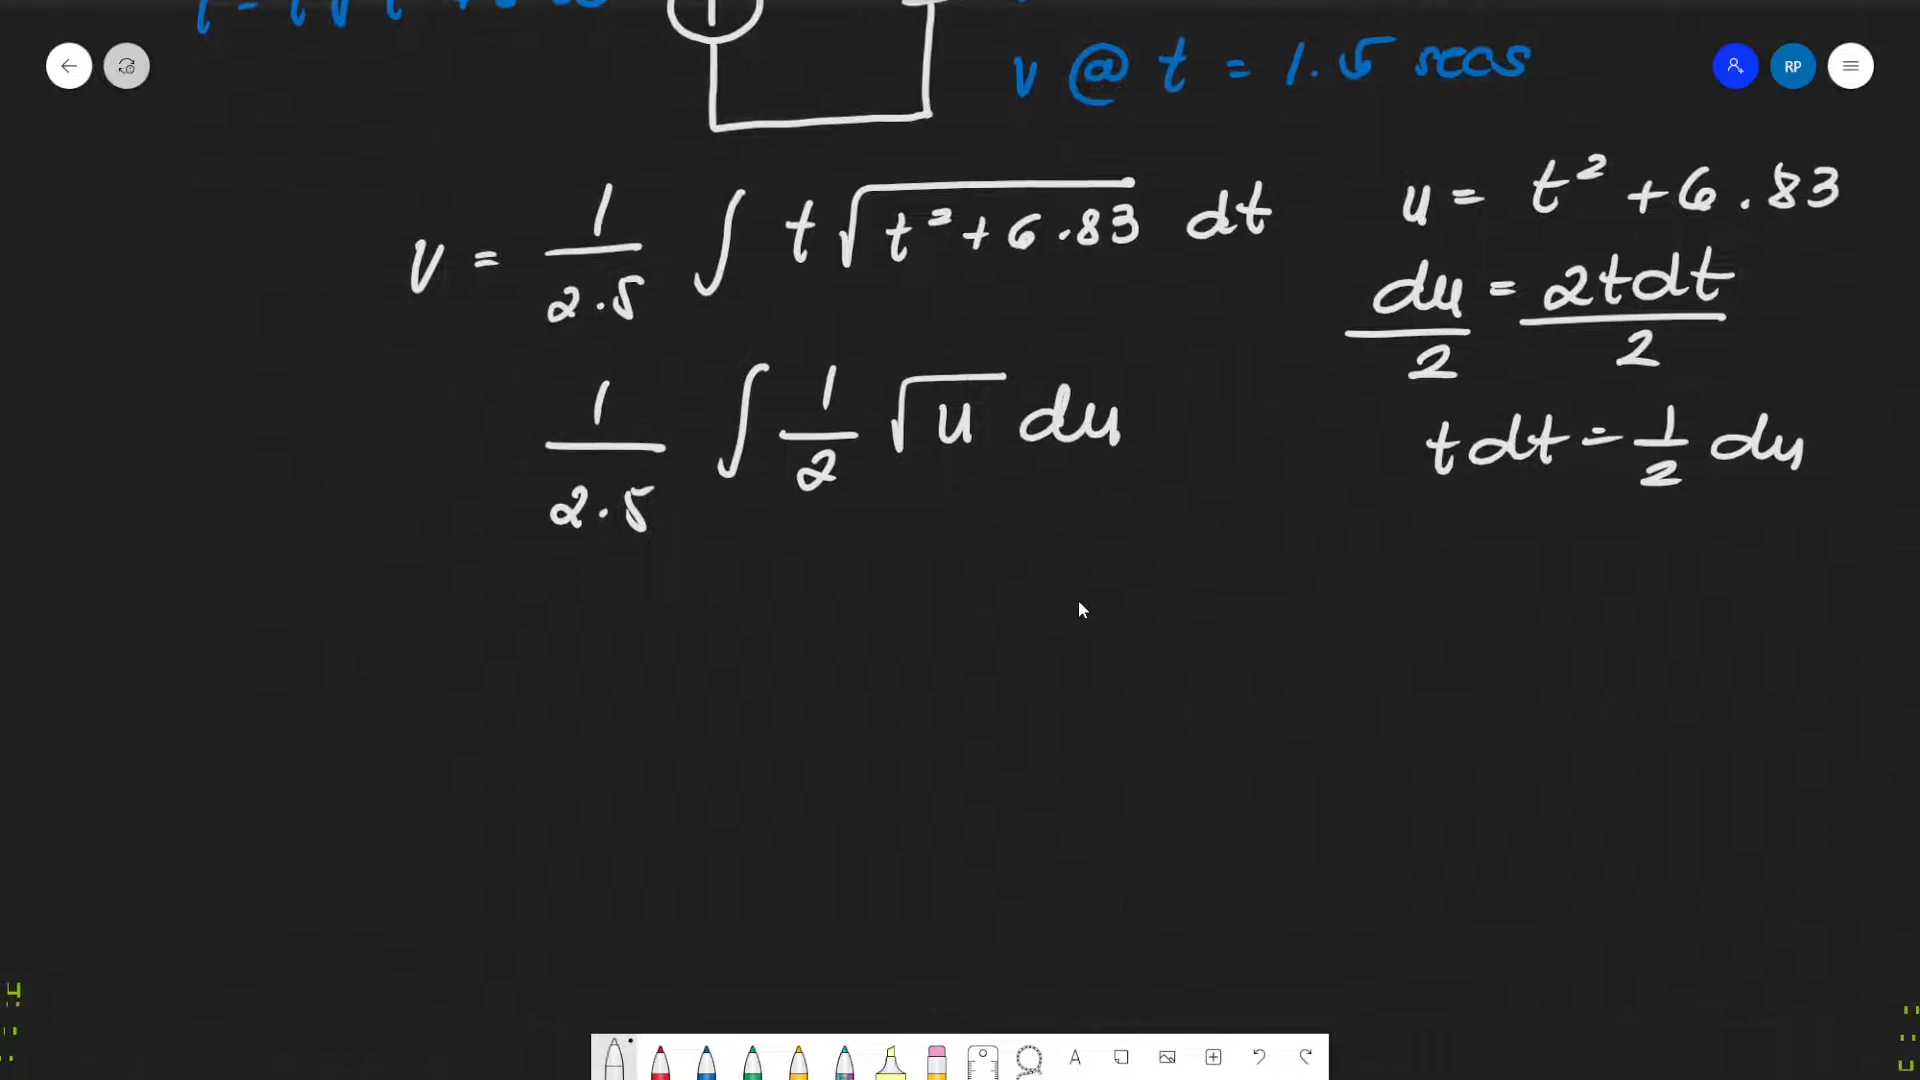 RP
v @ t = 1.5 secs
v = 1/2.5 ∫ t√(t²+6.83) dt
1/2.5 ∫ 1/2 √u du
u = t² + 6.83
du/2 = 2tdt/2
tdt = 1/2 du
A